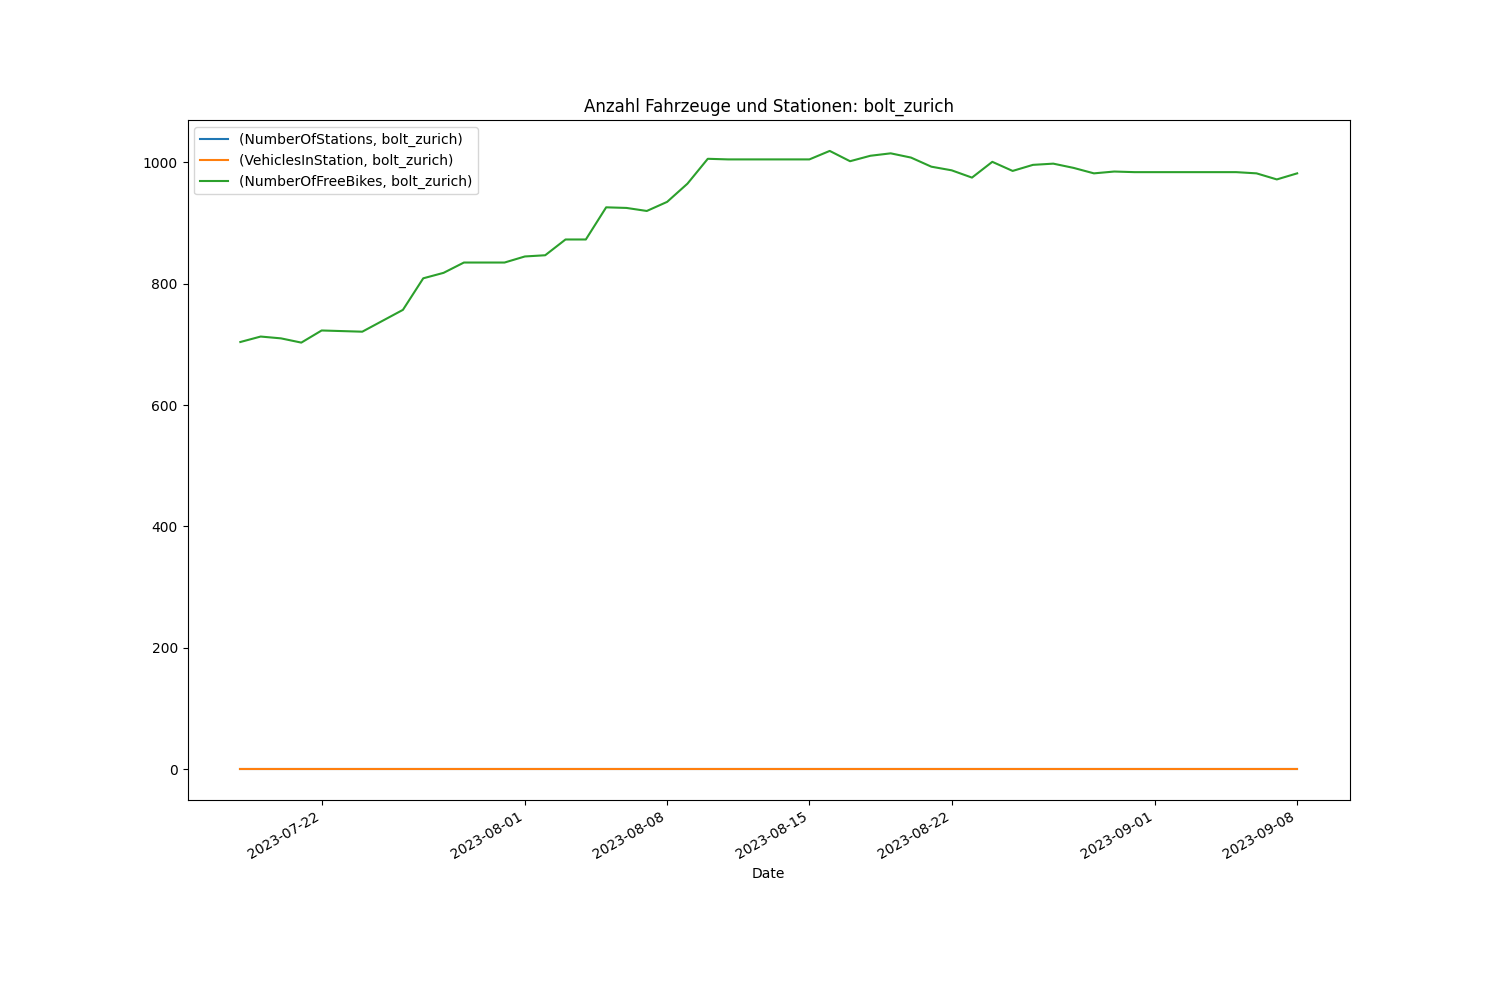 Anzahl Fahrzeuge und Stationen: bolt_zurich
(NumberOfStations, bolt_zurich)
(VehiclesInStation, bolt_zurich)
(NumberOfFreeBikes, bolt_zurich)
1000
800
600
400
200
0
2023-07-22
2023-08-01
2023-08-08
2023-08-15
2023-08-22
2023-09-01
2023-09-08
Date